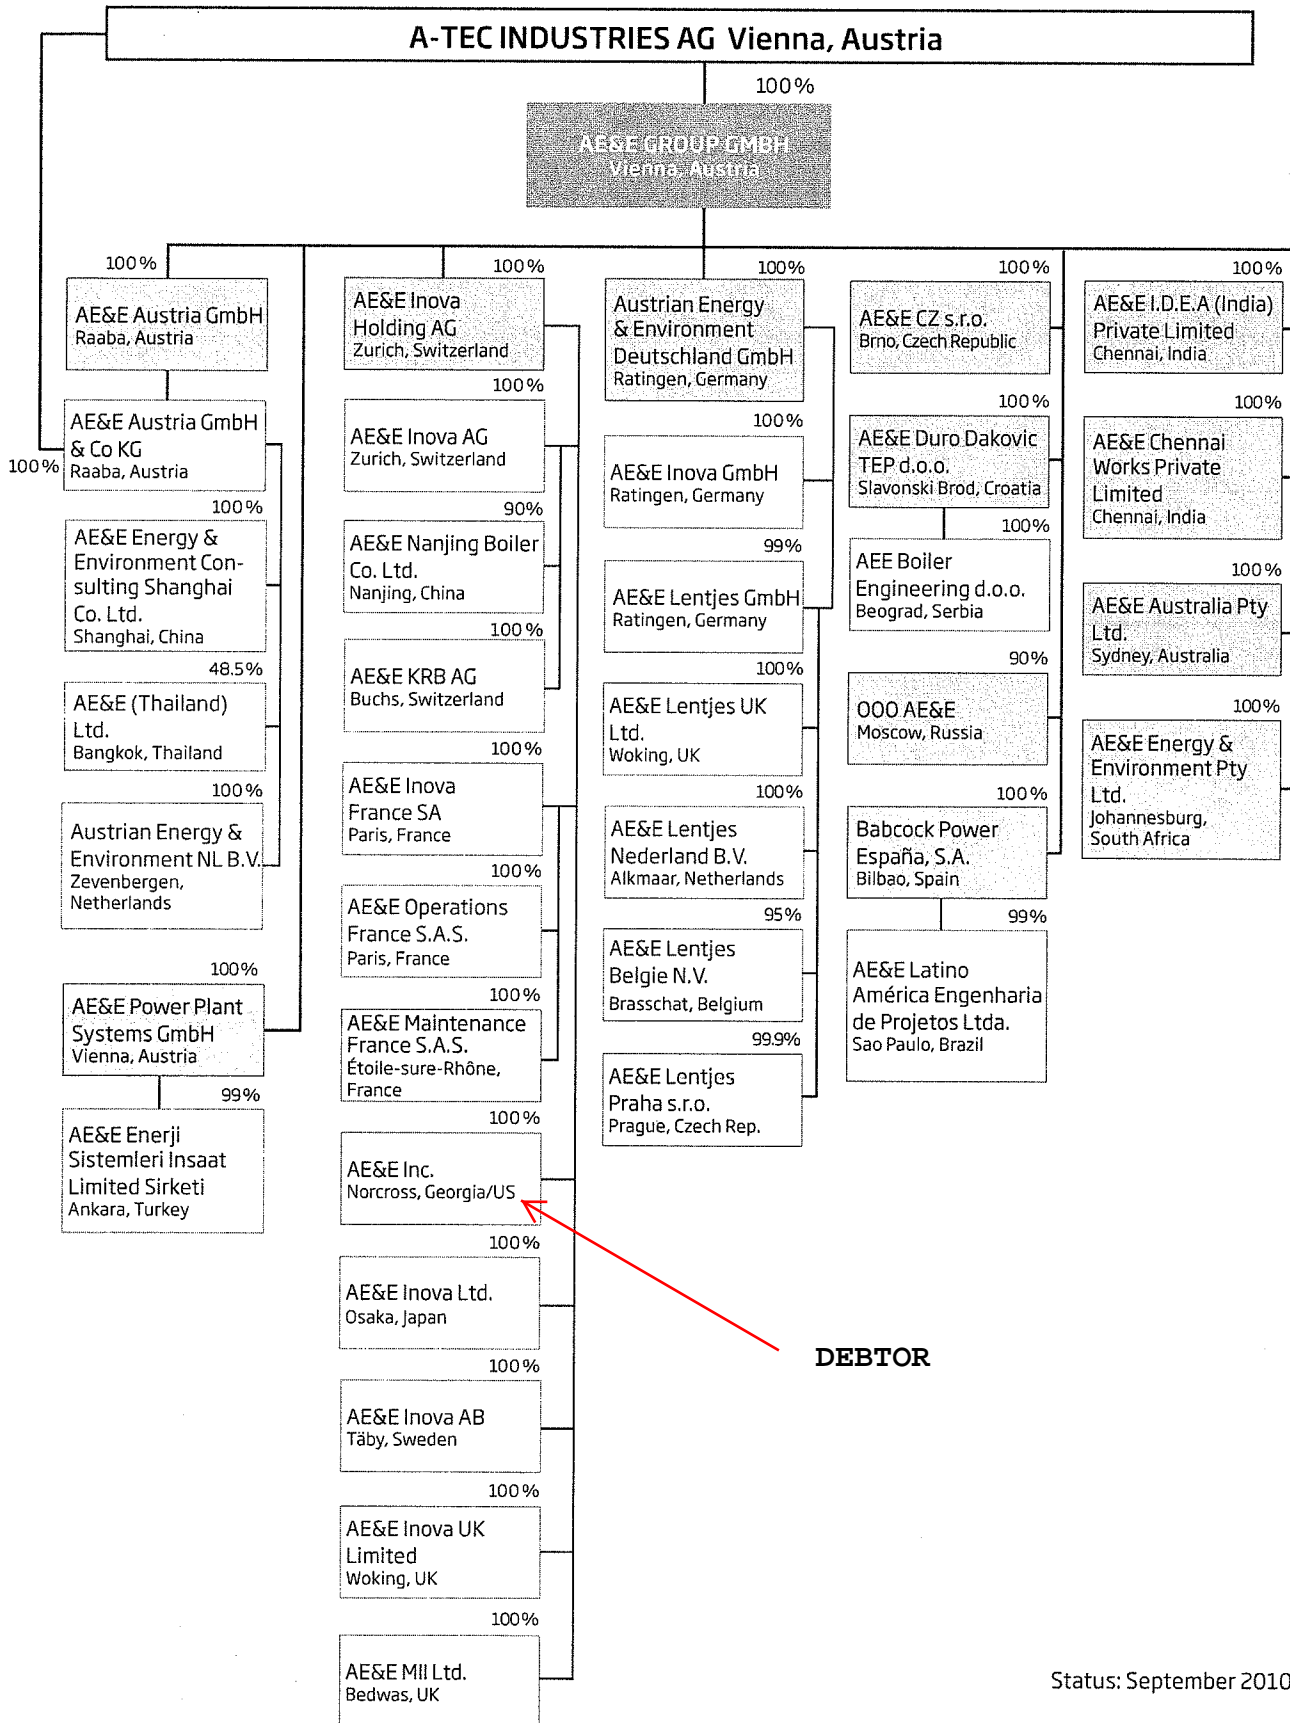 A-TEC INDUSTRIES AG Vienna, Austria
100%
AE&E GROUP GMBH
Vienna, Austria
100%
AE&E Austria GmbH
Raaba, Austria
100%
AE&E Austria GmbH
& Co KG
Raaba, Austria
100%
AE&E Energy &
Environment Con-
sulting Shanghai
Co. Ltd.
Shanghai, China
48.5%
AE&E (Thailand)
Ltd.
Bangkok, Thailand
100%
Austrian Energy &
Environment NL B.V.
Zevenbergen,
Netherlands
100%
AE&E Power Plant
Systems GmbH
Vienna, Austria
99%
AE&E Enerji
Sistemleri Insaat
Limited Sirketi
Ankara, Turkey
100%
AE&E Inova
Holding AG
Zurich, Switzerland
100%
AE&E Inova AG
Zurich, Switzerland
90%
AE&E Nanjing Boiler
Co. Ltd.
Nanjing, China
100%
AE&E KRB AG
Buchs, Switzerland
100%
AE&E Inova
France SA
Paris, France
100%
AE&E Operations
France S.A.S.
Paris, France
100%
AE&E Maintenance
France S.A.S.
Étoile-sure-Rhône,
France
100%
AE&E Inc.
Norcross, Georgia/US
100%
AE&E Inova Ltd.
Osaka, Japan
100%
AE&E Inova AB
Täby, Sweden
100%
AE&E Inova UK
Limited
Woking, UK
100%
AE&E MII Ltd.
Bedwas, UK
100%
Austrian Energy
& Environment
Deutschland GmbH
Ratingen, Germany
100%
AE&E Inova GmbH
Ratingen, Germany
99%
AE&E Lentjes GmbH
Ratingen, Germany
100%
AE&E Lentjes UK
Ltd.
Woking, UK
100%
AE&E Lentjes
Nederland B.V.
Alkmaar, Netherlands
95%
AE&E Lentjes
Belgie N.V.
Brasschat, Belgium
99.9%
AE&E Lentjes
Praha s.r.o.
Prague, Czech Rep.
100%
AE&E CZ s.r.o.
Brno, Czech Republic
100%
AE&E Duro Dakovic
TEP d.o.o.
Slavonski Brod, Croatia
100%
AEE Boiler
Engineering d.o.o.
Beograd, Serbia
90%
OOO AE&E
Moscow, Russia
100%
Babcock Power
España, S.A.
Bilbao, Spain
99%
AE&E Latino
América Engenharia
de Projetos Ltda.
Sao Paulo, Brazil
100%
AE&E I.D.E.A (India)
Private Limited
Chennai, India
100%
AE&E Chennai
Works Private
Limited
Chennai, India
100%
AE&E Australia Pty
Ltd.
Sydney, Australia
100%
AE&E Energy &
Environment Pty
Ltd.
Johannesburg,
South Africa
DEBTOR
Status: September 2010